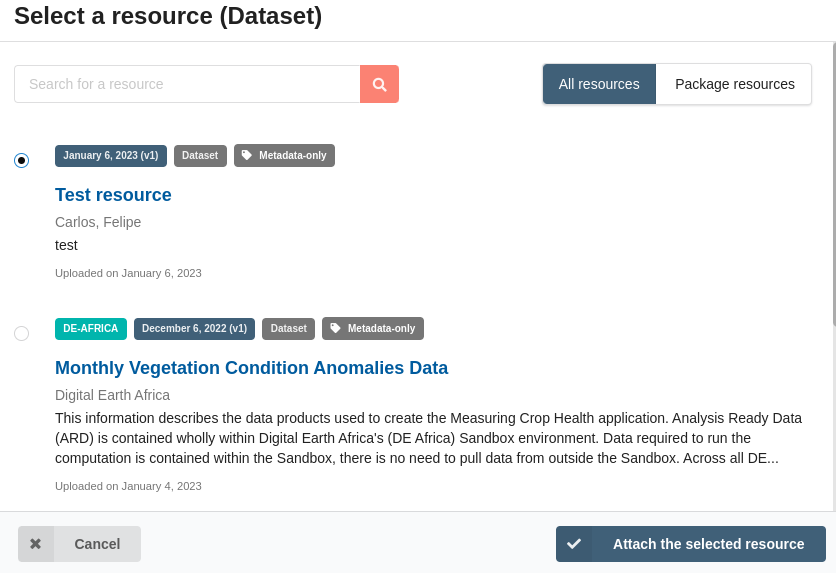 Select a resource (Dataset)
Search for a resource
All resources
Package resources
January 6, 2023 (v1)
Dataset
Metadata-only
Test resource
Carlos, Felipe
test
Uploaded on January 6, 2023
DE-AFRICA
December 6, 2022 (v1)
Dataset
Metadata-only
Monthly Vegetation Condition Anomalies Data
Digital Earth Africa
This information describes the data products used to create the Measuring Crop Health application. Analysis Ready Data
(ARD) is contained wholly within Digital Earth Africa's (DE Africa) Sandbox environment. Data required to run the
computation is contained within the Sandbox, there is no need to pull data from outside the Sandbox. Across all DE...
Uploaded on January 4, 2023
Cancel
Attach the selected resource